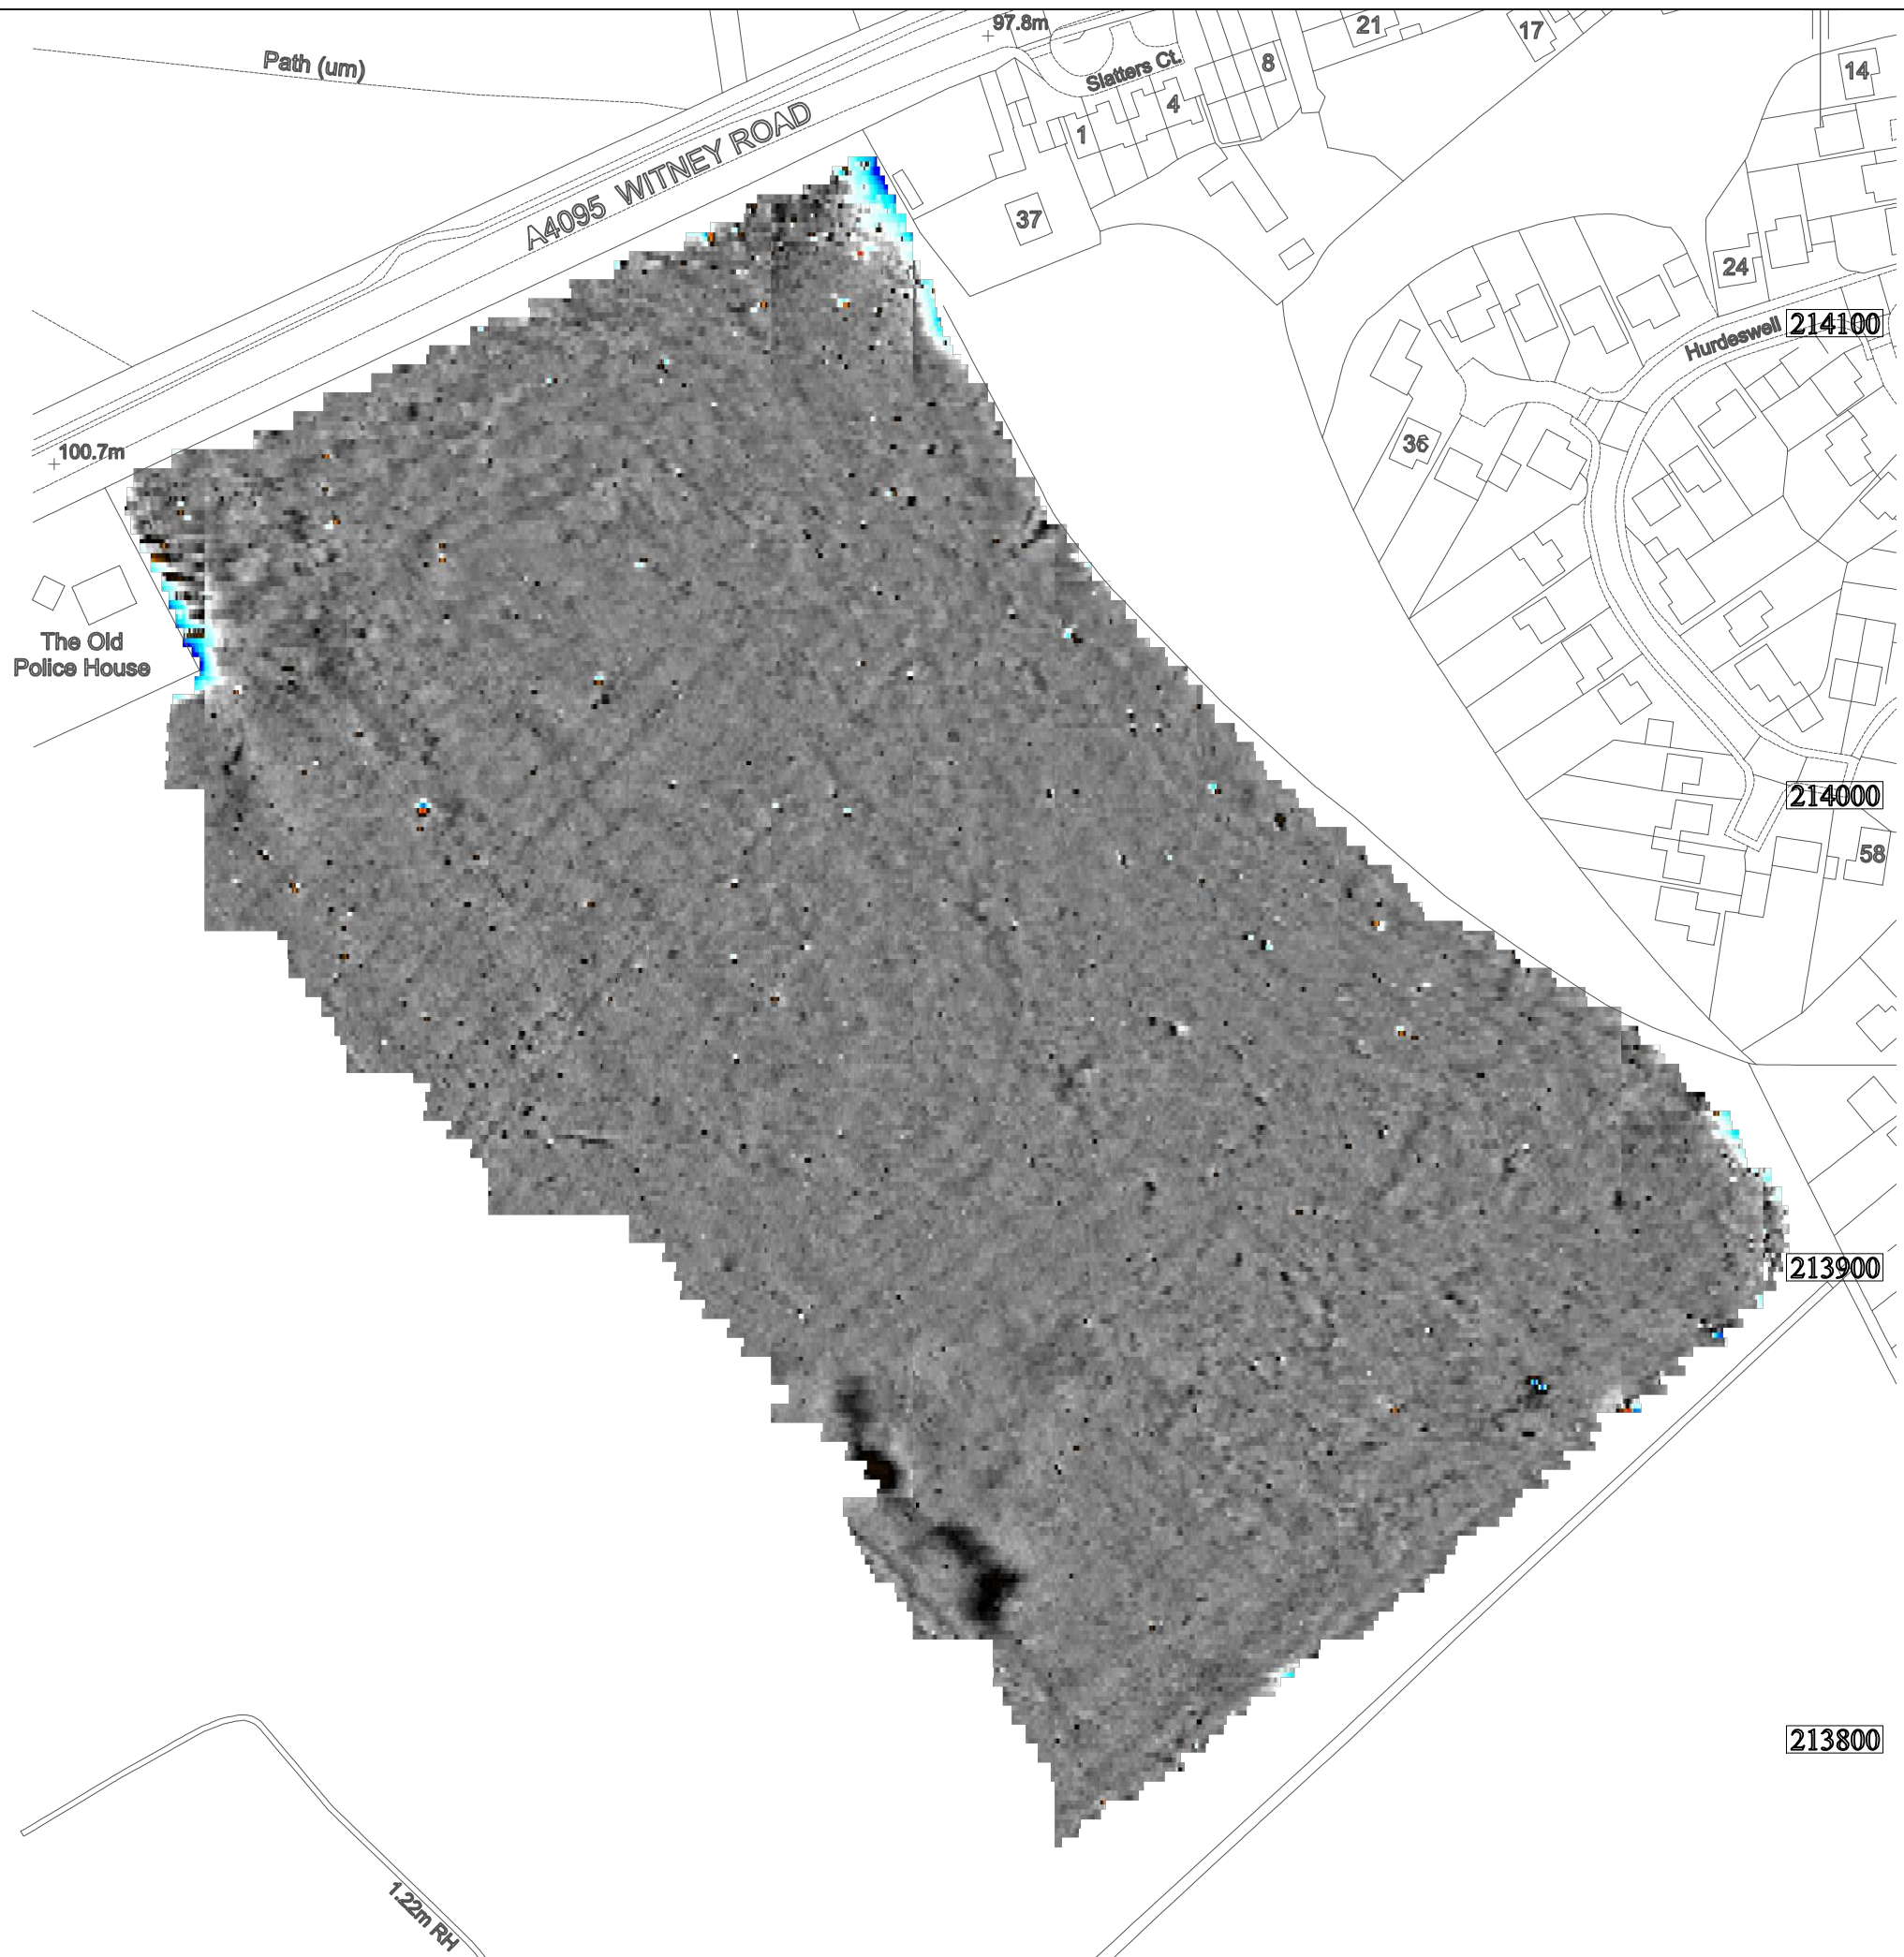 97.8m
21
17
Path (um)
Slatters Ct.
8
14
4
A4095 WITNEY ROAD
1
37
24
214100
Hurdeswell
36
100.7m
The Old
Police House
214000
58
213900
213800
1.22m RH